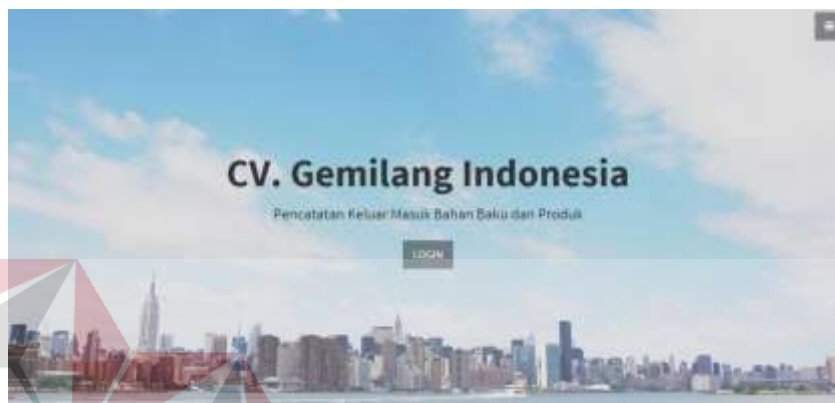 CV. Gemilang Indonesia
Pencatatan Keluar Masuk Bahan Baku dan Produk
LOGIN